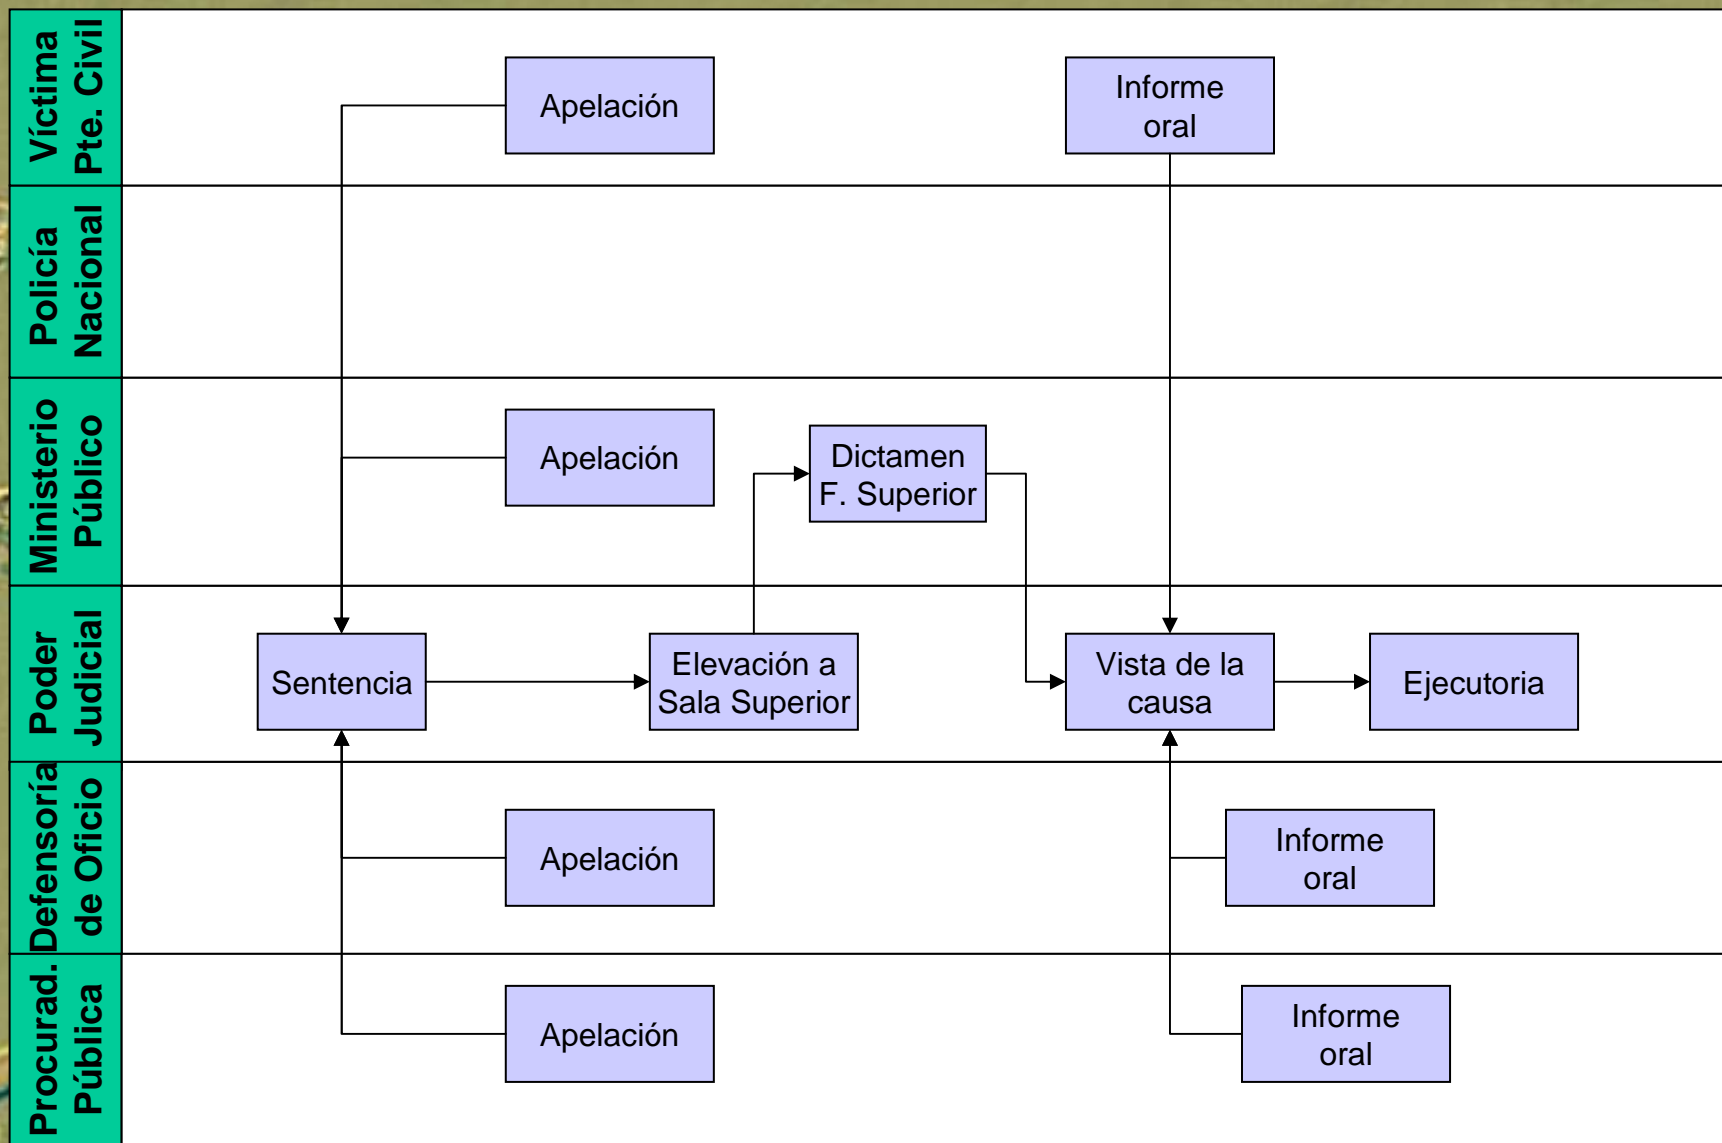 Víctima
Pte. Civil
Apelación
Informe
oral
Policía
Nacional
Ministerio
Público
Apelación
Dictamen
F. Superior
Poder
Judicial
Sentencia
Elevación a
Sala Superior
Vista de la
causa
Ejecutoria
Defensoría
de Oficio
Apelación
Informe
oral
Procurad.
Pública
Apelación
Informe
oral